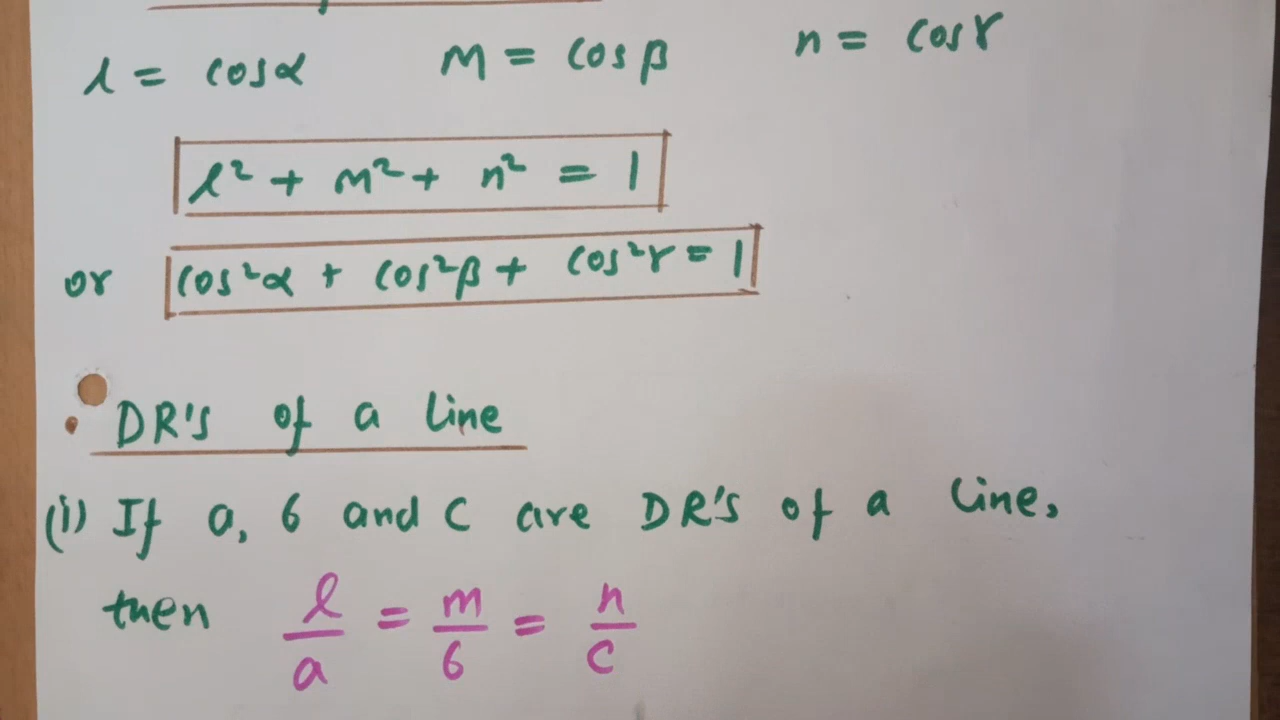 l = cosα m = cosβ n = cosγ
l² + m² + n² = 1
or cos²α + cos²β + cos²γ = 1
• DR'S of a line
(i) If a, b and c are DR'S of a line,
then l/a = m/b = n/c